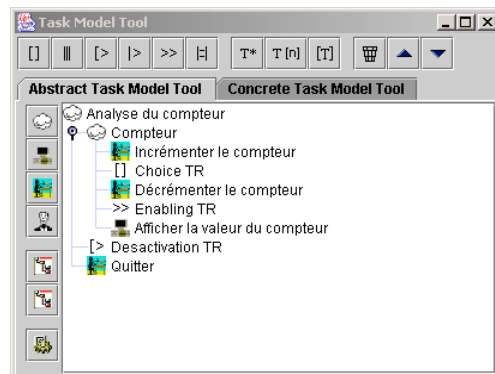 Task Model Tool
[] ||| [> |> >> |=| T* T [n] [T]
Abstract Task Model Tool Concrete Task Model Tool
Analyse du compteur
Compteur
Incrémenter le compteur
[] Choice TR
Décrémenter le compteur
>> Enabling TR
Afficher la valeur du compteur
[> Desactivation TR
Quitter